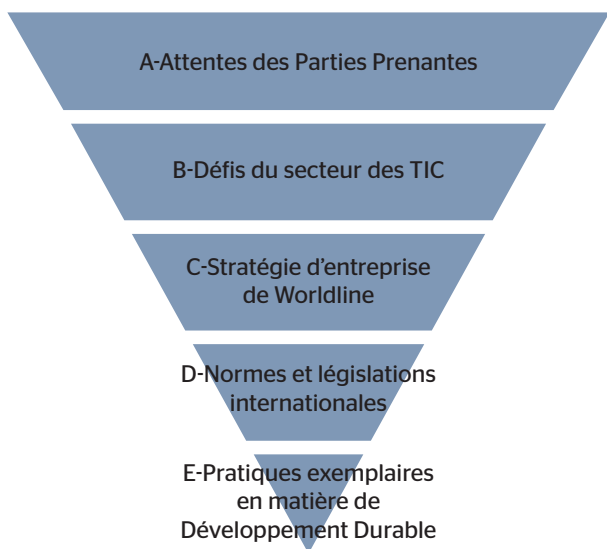 A-Attentes des Parties Prenantes
B-Défis du secteur des TIC
C-Stratégie d’entreprise
de Worldline
D-Normes et législations
internationales
E-Pratiques exemplaires
en matière de
Développement Durable